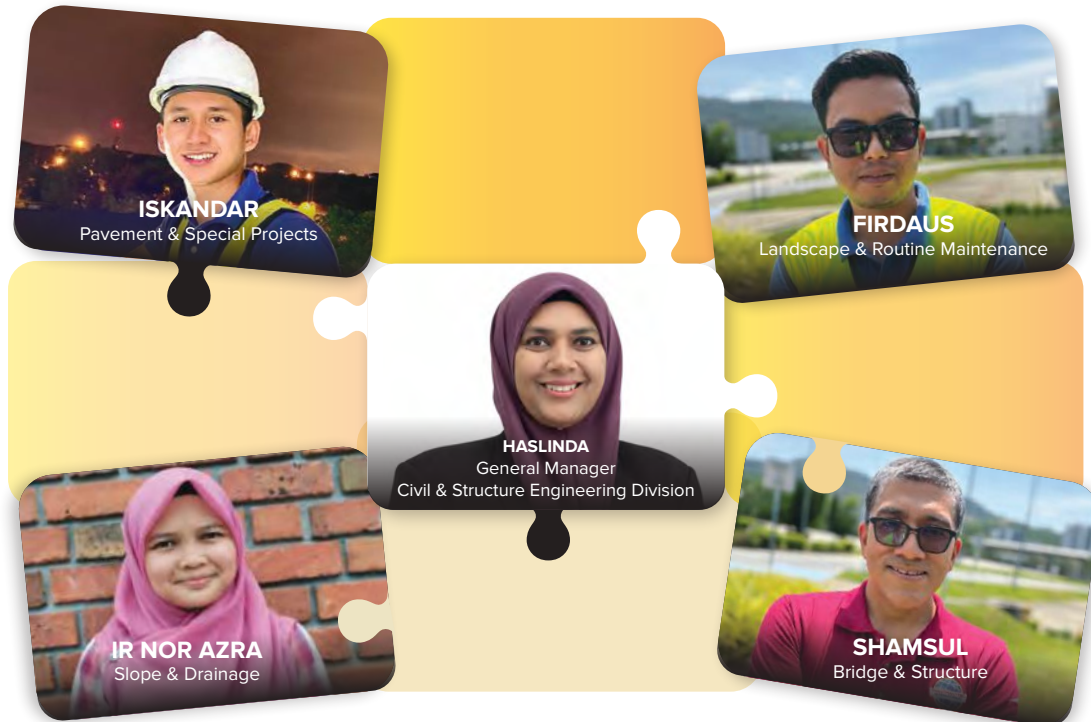 ISKANDAR
Pavement & Special Projects
FIRDAUS
Landscape & Routine Maintenance
HASLINDA
General Manager
Civil & Structure Engineering Division
IR NOR AZRA
Slope & Drainage
SHAMSUL
Bridge & Structure